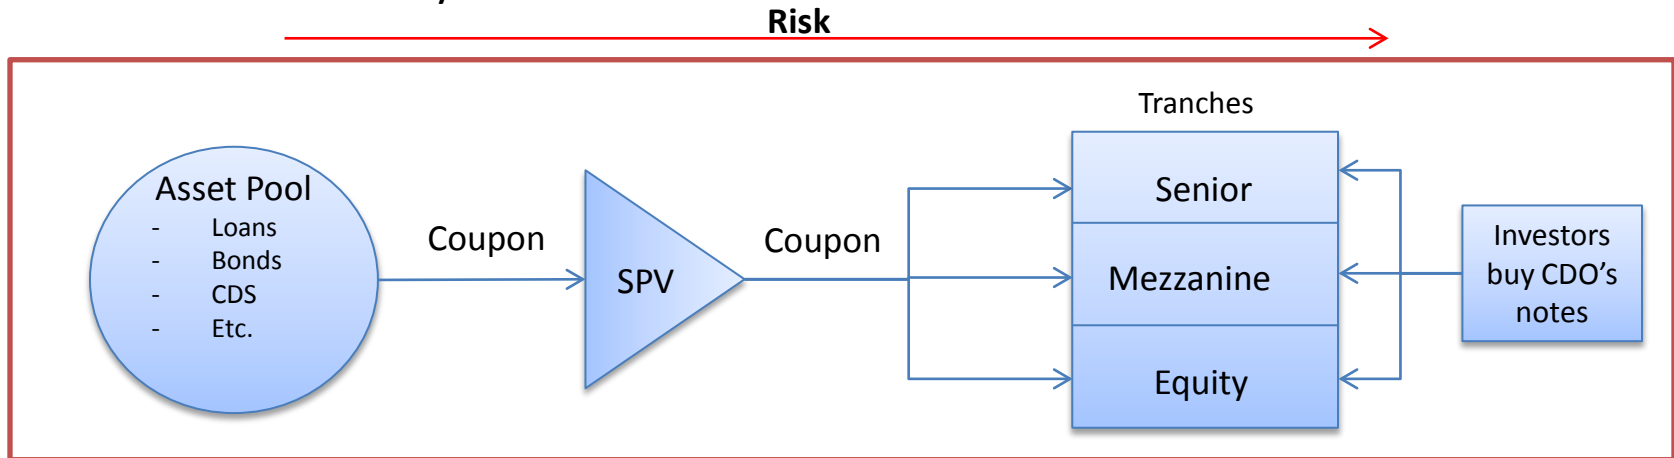 Risk
Tranches
Asset Pool
- Loans
- Bonds
- CDS
- Etc.
Coupon
SPV
Coupon
Senior
Mezzanine
Equity
Investors
buy CDO’s
notes